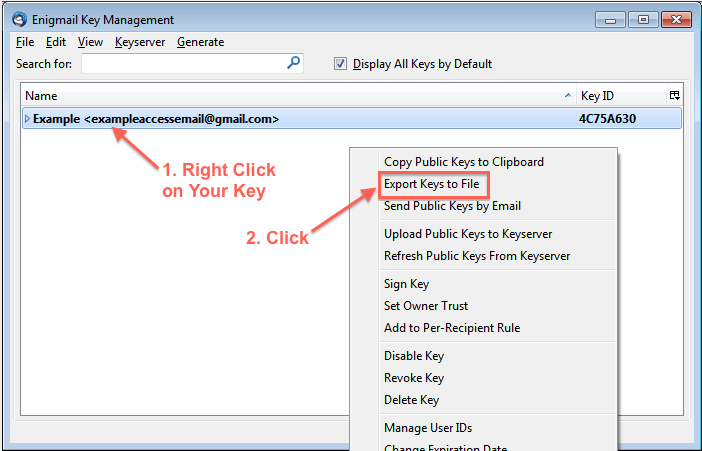 Enigmail Key Management
File Edit View Keyserver Generate
Search for: Display All Keys by Default
Name Key ID
Example <exampleaccessemail@gmail.com> 4C75A630
1. Right Click
on Your Key
2. Click
Copy Public Keys to Clipboard
Export Keys to File
Send Public Keys by Email
Upload Public Keys to Keyserver
Refresh Public Keys From Keyserver
Sign Key
Set Owner Trust
Add to Per-Recipient Rule
Disable Key
Revoke Key
Delete Key
Manage User IDs
Change Expiration Date